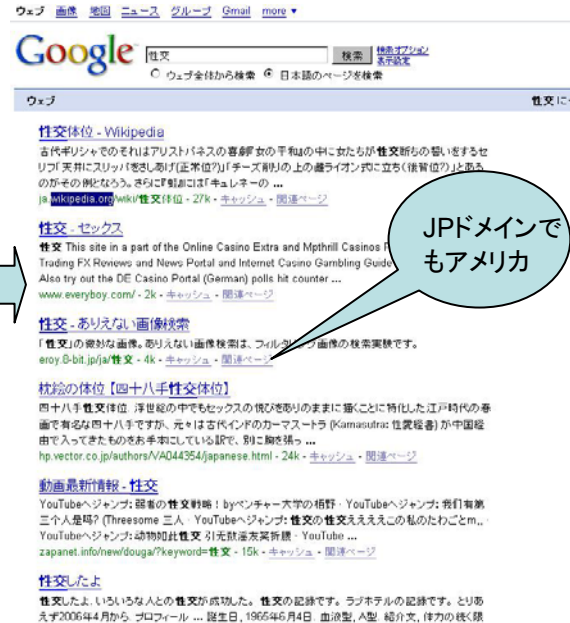 ウェブ 画像 地図 ニュース グループ Gmail more ▼
Google 性交 検索 検索オプション 表示設定
ウェブ全体から検索 日本語のページを検索
ウェブ 性交に
性交体位 - Wikipedia
古代ギリシャでのそれはアリストパネスの喜劇『女の平和』の中に女たちが性交断ちの誓いをするセ
リフ「天井にスリッパをさしあげ(正常位?)」「チーズ削りの上の雌ライオン式に立ち(後背位?)」とある
のがその例となろう。さらに『蛙』には「キュレネーの ...
ja.wikipedia.org/wiki/性交体位 - 27k - キャッシュ - 関連ページ
性交 - セックス
性交 This site in a part of the Online Casino Extra and Mpthrill Casinos
Trading FX Reviews and News Portal and Internet Casino Gambling Guide
Also try out the DE Casino Portal (German) polls hit counter ...
www.everyboy.com/ - 2k - キャッシュ - 関連ページ
JPドメインで
もアメリカ
性交 - ありえない画像検索
「性交」の微妙な画像。ありえない画像検索は、フィルタリング画像の検索実験です。
eroy.8-bit.jp/ja/性交 - 4k - キャッシュ - 関連ページ
枕絵の体位【四十八手性交体位】
四十八手性交体位 浮世絵の中でもセックスの悦びをありのままに描くことに特化した江戸時代の春
画で有名な四十八手ですが、元々は古代インドのカーマスートラ (Kamasutra: 性愛経書) が中国経
由で入ってきたものをお手本にしている訳で、別に胸を張っ ...
hp.vector.co.jp/authors/VA044354/japanese.html - 24k - キャッシュ - 関連ページ
動画最新情報 - 性交
YouTubeへジャンプ: 弱者の性交戦略！byベンチャー大学の栢野 · YouTubeへジャンプ: 我们有第
三个人是吗? (Threesome 三人 · YouTubeへジャンプ: 性交の性交えええええこの私のたわごとm,, ·
YouTubeへジャンプ: 动物如此性交 · YouTube ...
zapanet.info/new/douga/?keyword=性交 - 15k - キャッシュ - 関連ページ
性交したよ
性交したよ. いろいろな人との性交が成功した。 性交の記録です。 ラブホテルの記録です。 とりあ
えず2006年4月から. プロフィール ... 誕生日, 1965年6月4日. 血液型, A型. 紹介文, 体力の続く限